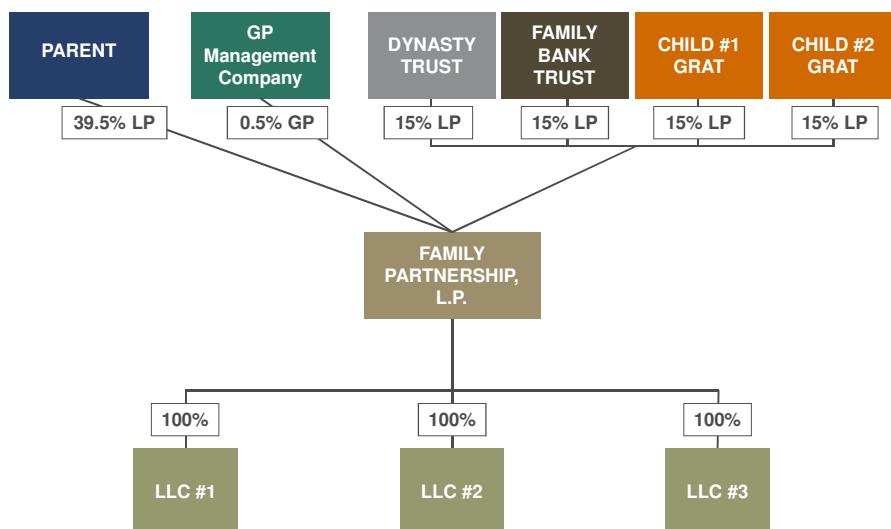 PARENT
GP
Management
Company
DYNASTY
TRUST
FAMILY
BANK
TRUST
CHILD #1
GRAT
CHILD #2
GRAT
39.5% LP
0.5% GP
15% LP
15% LP
15% LP
15% LP
FAMILY
PARTNERSHIP,
L.P.
100%
100%
100%
LLC #1
LLC #2
LLC #3